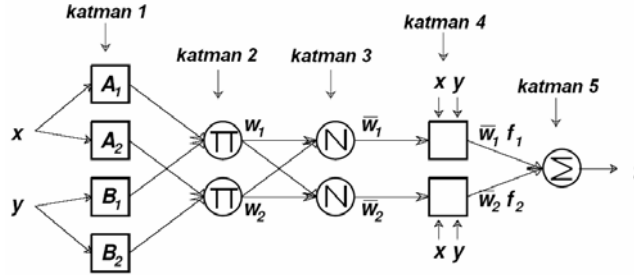 katman 1
katman 2
katman 3
katman 4
katman 5
x
y
A1
A2
B1
B2
Π
Π
w1
w2
N
N
w̅1
w̅2
x y
x y
w̅1 f1
w̅2 f2
Σ